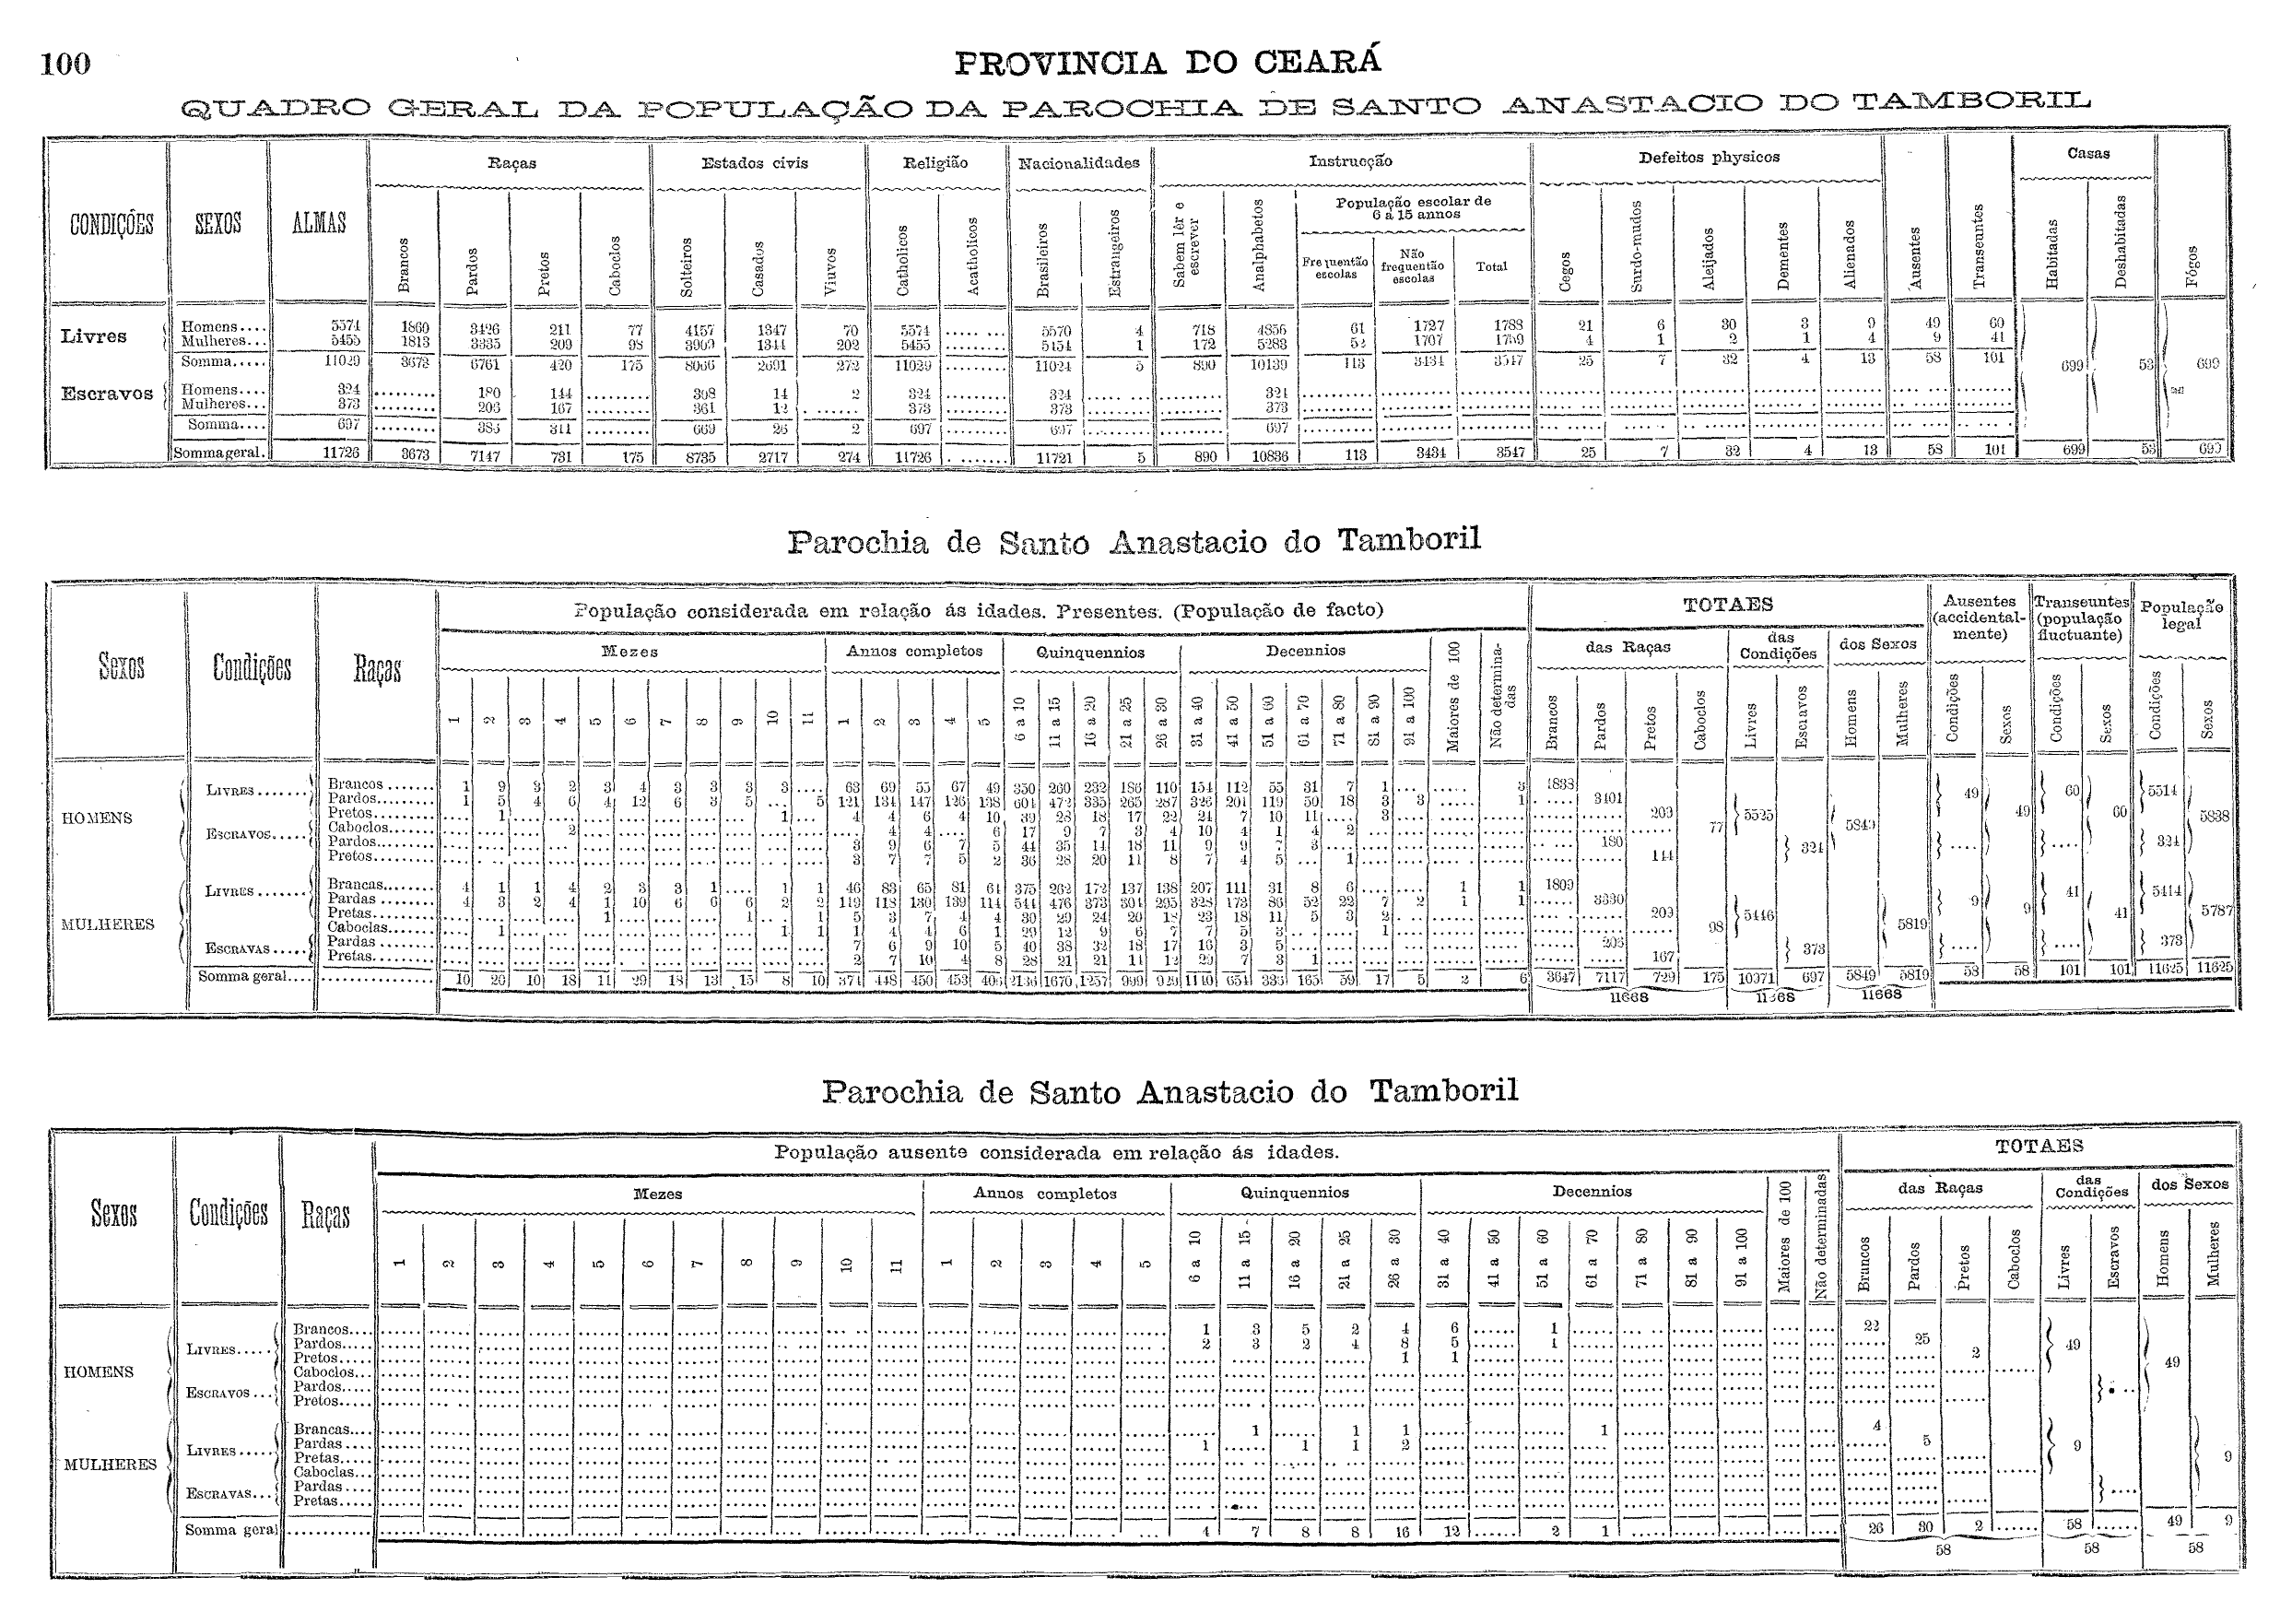 100
PROVINCIA DO CEARÁ
QUADRO GERAL DA POPULAÇÃO DA PAROCHIA DE SANTO ANASTACIO DO TAMBORIL
CONDIÇÕES SEXOS ALMAS Raças Estados civis Religião Nacionalidades Instrucção Defeitos physicos Ausentes Transeuntes Casas Fógos
Brancos Pardos Pretos Caboclos Solteiros Casados Viuvos Catholicos Acatholicos Brasileiros Estrangeiros Sabem lêr e escrever Analphabetos População escolar de 6 a 15 annos Cegos Surdo-mudos Aleijados Dementes Alienados Habitadas Deshabitadas
Frequentão escolas Não frequentão escolas Total
Livres Homens.... 5574 1860 3426 211 77 4157 1347 70 5574 ......... 5570 4 718 4856 61 1727 1788 21 6 30 3 9 49 60
Mulheres... 5455 1813 3335 209 98 3909 1344 202 5455 ......... 5454 1 172 5283 52 1707 1759 4 1 2 1 4 9 41
Somma..... 11029 3673 6761 420 175 8066 2691 272 11029 ......... 11024 5 890 10139 113 3434 3547 25 7 32 4 13 58 101 699 53 699
Escravos Homens.... 324 ......... 180 144 ......... 308 14 2 324 ......... 324 ......... ......... 324
Mulheres... 373 ......... 206 167 ......... 361 12 ........ 373 ......... 373 ......... ......... 373
Somma.... 697 ......... 386 311 ......... 669 26 2 697 ......... 697 ......... ......... 697
Somma geral. 11726 3673 7147 731 175 8735 2717 274 11726 ......... 11721 5 890 10836 113 3434 3547 25 7 32 4 13 58 101 699 53 699
Parochia de Santo Anastacio do Tamboril
Sexos Condições Raças População considerada em relação ás idades. Presentes. (População de facto) TOTAES Ausentes (accidentalmente) Transeuntes (população fluctuante) População legal
Mezes Annos completos Quinquennios Decennios Maiores de 100 Não determinadas das Raças das Condições dos Sexos
1 2 3 4 5 6 7 8 9 10 11 1 2 3 4 5 6 a 10 11 a 15 16 a 20 21 a 25 26 a 30 31 a 40 41 a 50 51 a 60 61 a 70 71 a 80 81 a 90 91 a 100 Brancos Pardos Pretos Caboclos Livres Escravos Homens Mulheres Condições Sexos Condições Sexos Condições Sexos
HOMENS LIVRES....... Brancos ....... 1 9 3 2 3 4 3 3 3 3 .... 63 69 55 67 49 350 260 232 186 110 154 112 55 31 7 1 .... ..... 3 1838
Pardos......... 1 5 4 6 4 12 6 3 5 .... 5 121 134 147 126 138 601 472 335 265 287 326 201 119 50 18 3 3 ..... 1 3401
Pretos......... 1 1 4 4 6 4 10 39 28 18 17 22 24 7 10 11 .... 3 203 5525 49 49 60 60 5514 5838
Caboclos....... 2 4 4 .... 6 17 9 7 3 4 10 4 1 4 2 77 5849
ESCRAVOS..... Pardos......... 3 9 6 7 5 44 35 14 18 11 9 9 7 3 180 324 324
Pretos......... 3 7 7 5 2 36 28 20 11 8 7 4 5 ... 1 144
MULHERES LIVRES....... Brancas........ 4 1 1 4 2 3 3 1 .... 1 1 46 83 65 81 61 375 262 172 137 138 207 111 31 8 6 .... .... 1 1 1809
Pardas ........ 4 3 2 4 1 10 6 6 6 2 2 119 118 130 139 114 541 476 373 301 295 328 173 86 52 22 7 2 1 1 3330
Pretas......... 1 1 1 5 3 7 4 4 30 29 24 20 18 23 18 11 5 3 2 209 5446 9 9 41 41 5414 5787
Caboclas....... 1 1 1 1 4 4 6 1 29 12 9 6 7 7 5 3 1 98 5819
ESCRAVAS..... Pardas ........ 7 6 9 10 5 40 38 32 18 17 16 3 5 206 373 373
Pretas......... 2 7 10 4 8 28 21 21 11 12 29 7 3 1 167
Somma geral.... 10 20 10 18 11 29 18 13 15 8 10 374 448 450 453 406 2136 1670 1257 999 929 1140 654 336 165 59 17 5 2 6 3647 7117 729 175 10971 697 5849 5819 58 58 101 101 11625 11625
11668 11668 11668
Parochia de Santo Anastacio do Tamboril
Sexos Condições Raças População ausente considerada em relação ás idades. TOTAES
Mezes Annos completos Quinquennios Decennios Maiores de 100 Não determinadas das Raças das Condições dos Sexos
1 2 3 4 5 6 7 8 9 10 11 1 2 3 4 5 6 a 10 11 a 15 16 a 20 21 a 25 26 a 30 31 a 40 41 a 50 51 a 60 61 a 70 71 a 80 81 a 90 91 a 100 Brancos Pardos Pretos Caboclos Livres Escravos Homens Mulheres
HOMENS LIVRES..... Brancos.... 1 3 5 2 4 6 ...... 1 22
Pardos..... 2 3 2 4 8 5 ...... 1 25 49
Pretos..... 1 1 2 49
Caboclos...
ESCRAVOS... Pardos.....
Pretos.....
MULHERES LIVRES..... Brancas.... ...... 1 ...... 1 1 1 4
Pardas.... 1 ...... 1 1 2 5 9
Pretas..... 9
Caboclas...
ESCRAVAS... Pardas.....
Pretas.....
Somma geral 4 7 8 8 16 12 ...... 2 1 26 30 2 ...... 58 ...... 49 9
58 58 58